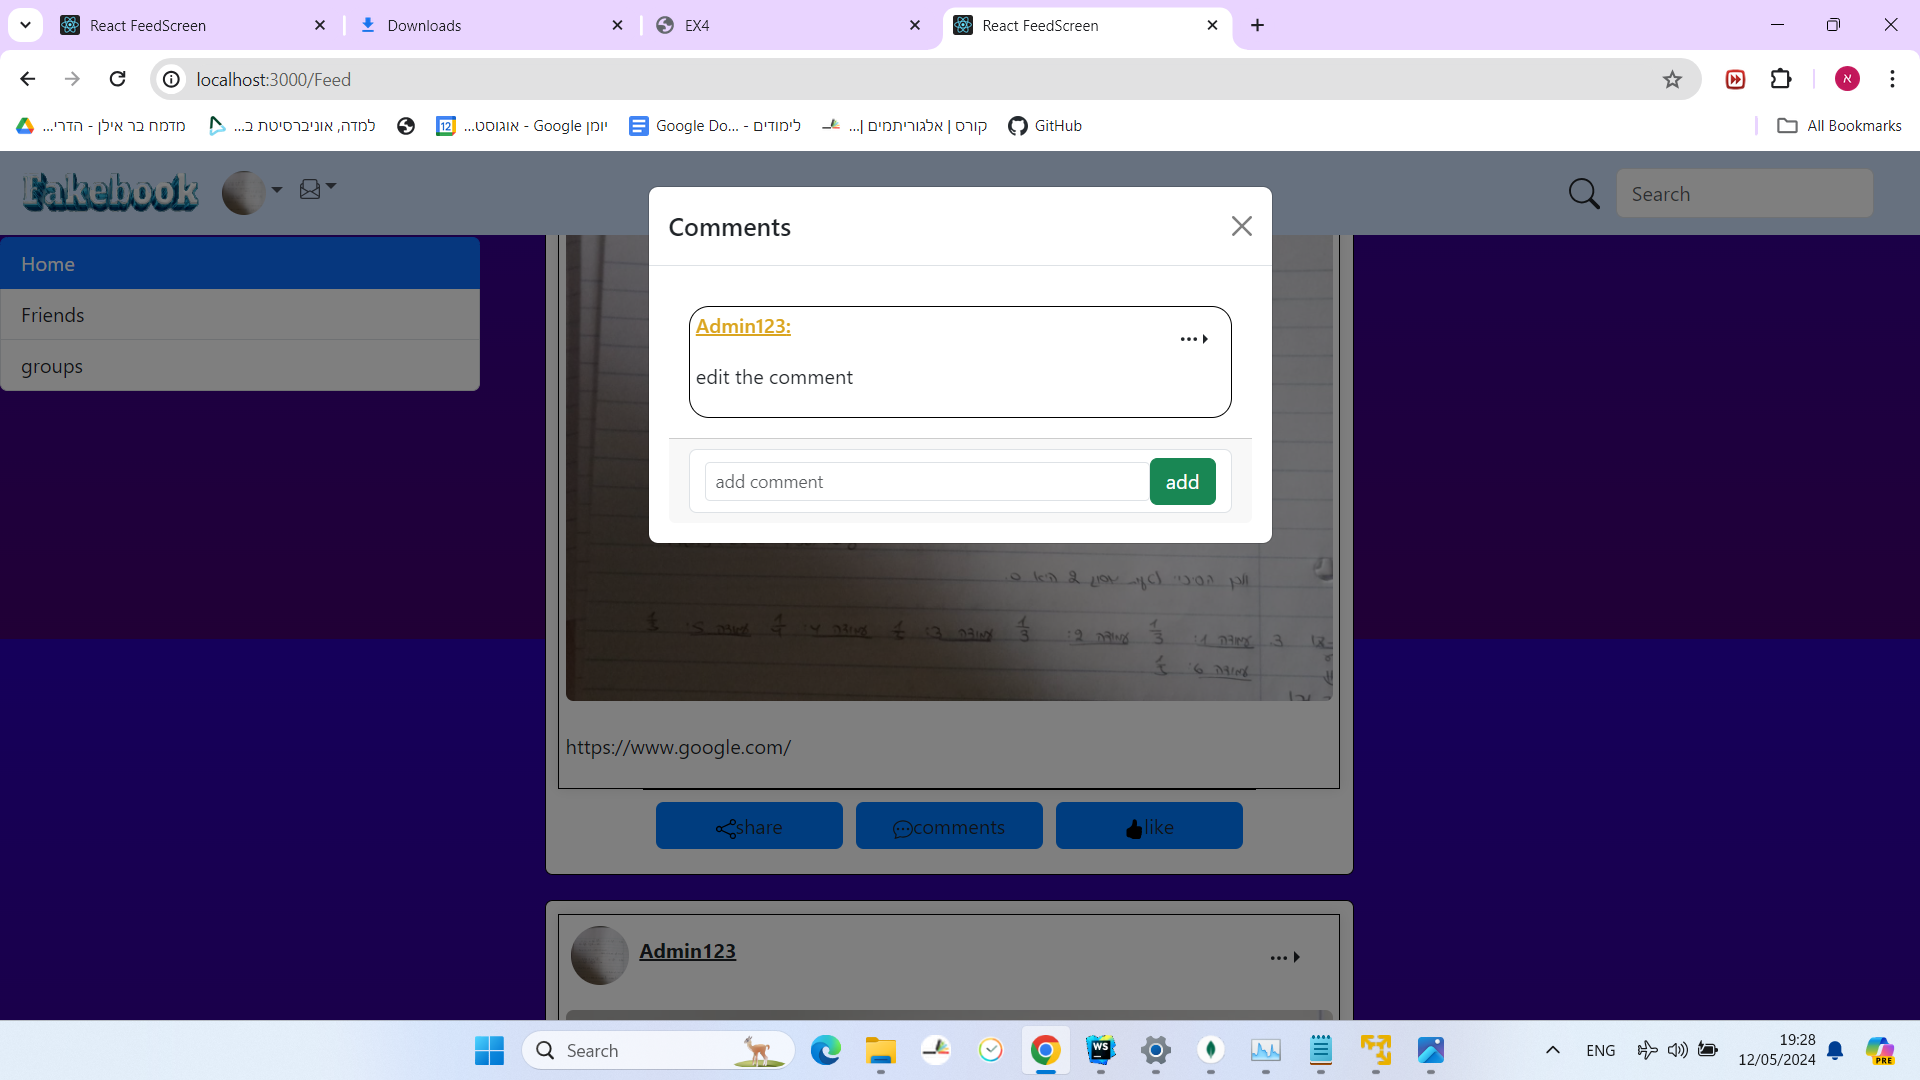 React FeedScreen
Downloads
EX4
React FeedScreen
localhost:3000/Feed
מדמח בר אילן - הדרי...
למדה, אוניברסיטת ב...
יומן Google - אוגוסט...
לימודים - Google Do...
קורס | אלגוריתמים |...
GitHub
All Bookmarks
Fakebook
Search
Home
Friends
groups
Comments
Admin123:
edit the comment
add comment
add
https://www.google.com/
share
comments
like
Admin123
Search
ENG
19:28
12/05/2024